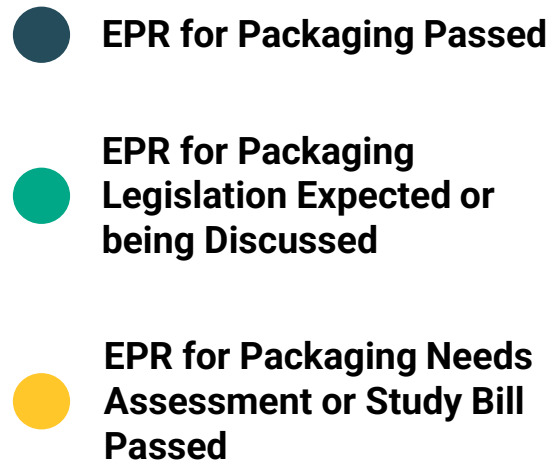 EPR for Packaging Passed
EPR for Packaging
Legislation Expected or
being Discussed
EPR for Packaging Needs
Assessment or Study Bill
Passed